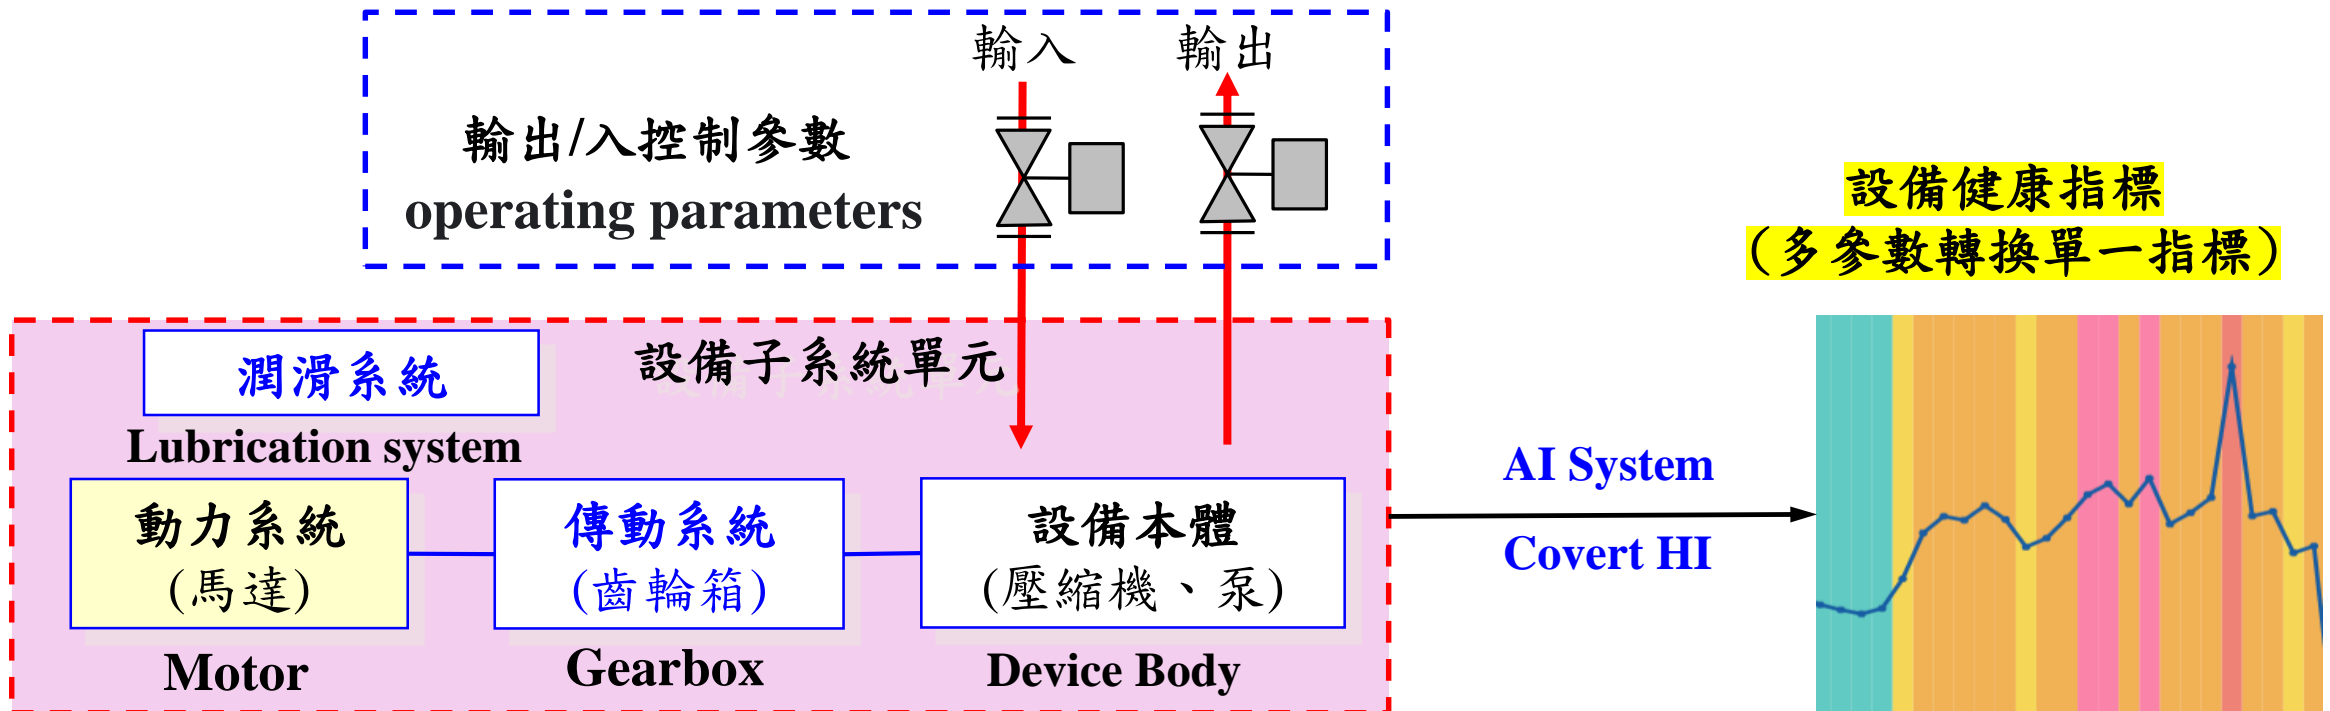 輸入
輸出
輸出/入控制參數
operating parameters
設備健康指標
(多參數轉換單一指標)
潤滑系統
設備子系統單元
Lubrication system
AI System
Covert HI
動力系統
(馬達)
傳動系統
(齒輪箱)
設備本體
(壓縮機、泵)
Motor
Gearbox
Device Body